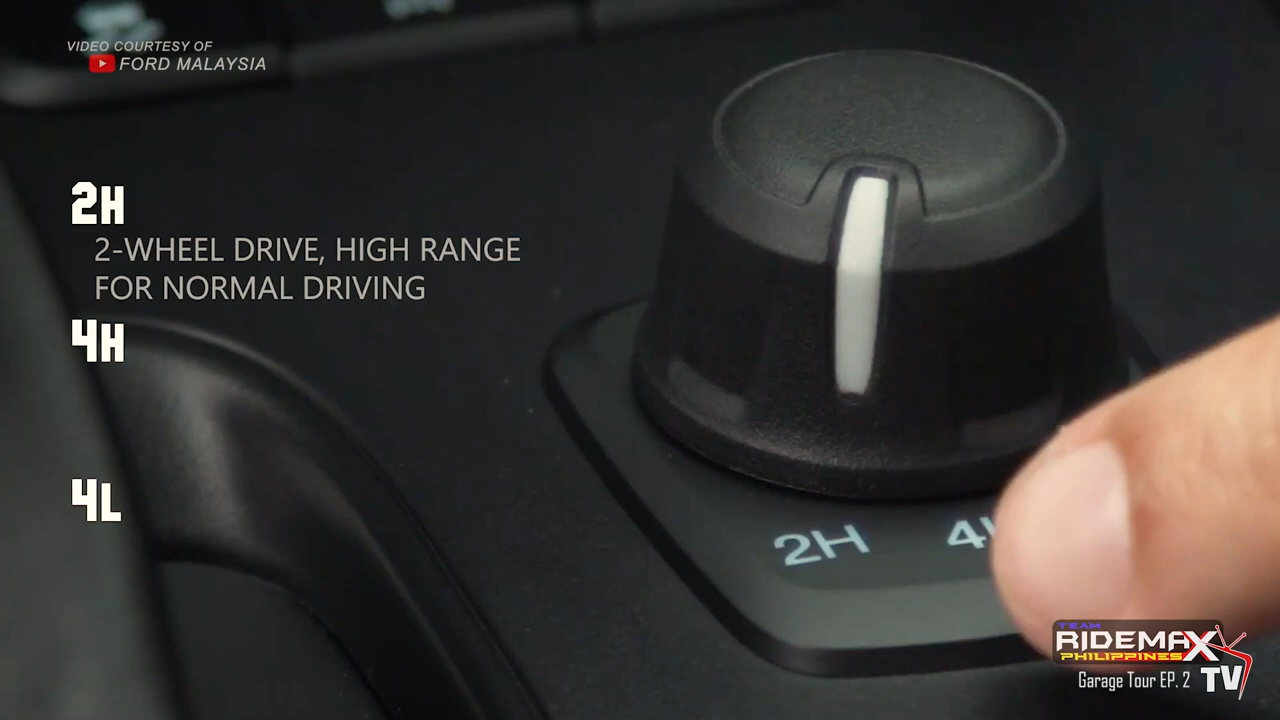 VIDEO COURTESY OF
FORD MALAYSIA
2H
2-WHEEL DRIVE, HIGH RANGE
FOR NORMAL DRIVING
4H
4L
2H
TEAM
RIDEMAX
PHILIPPINES
TV
Garage Tour EP. 2